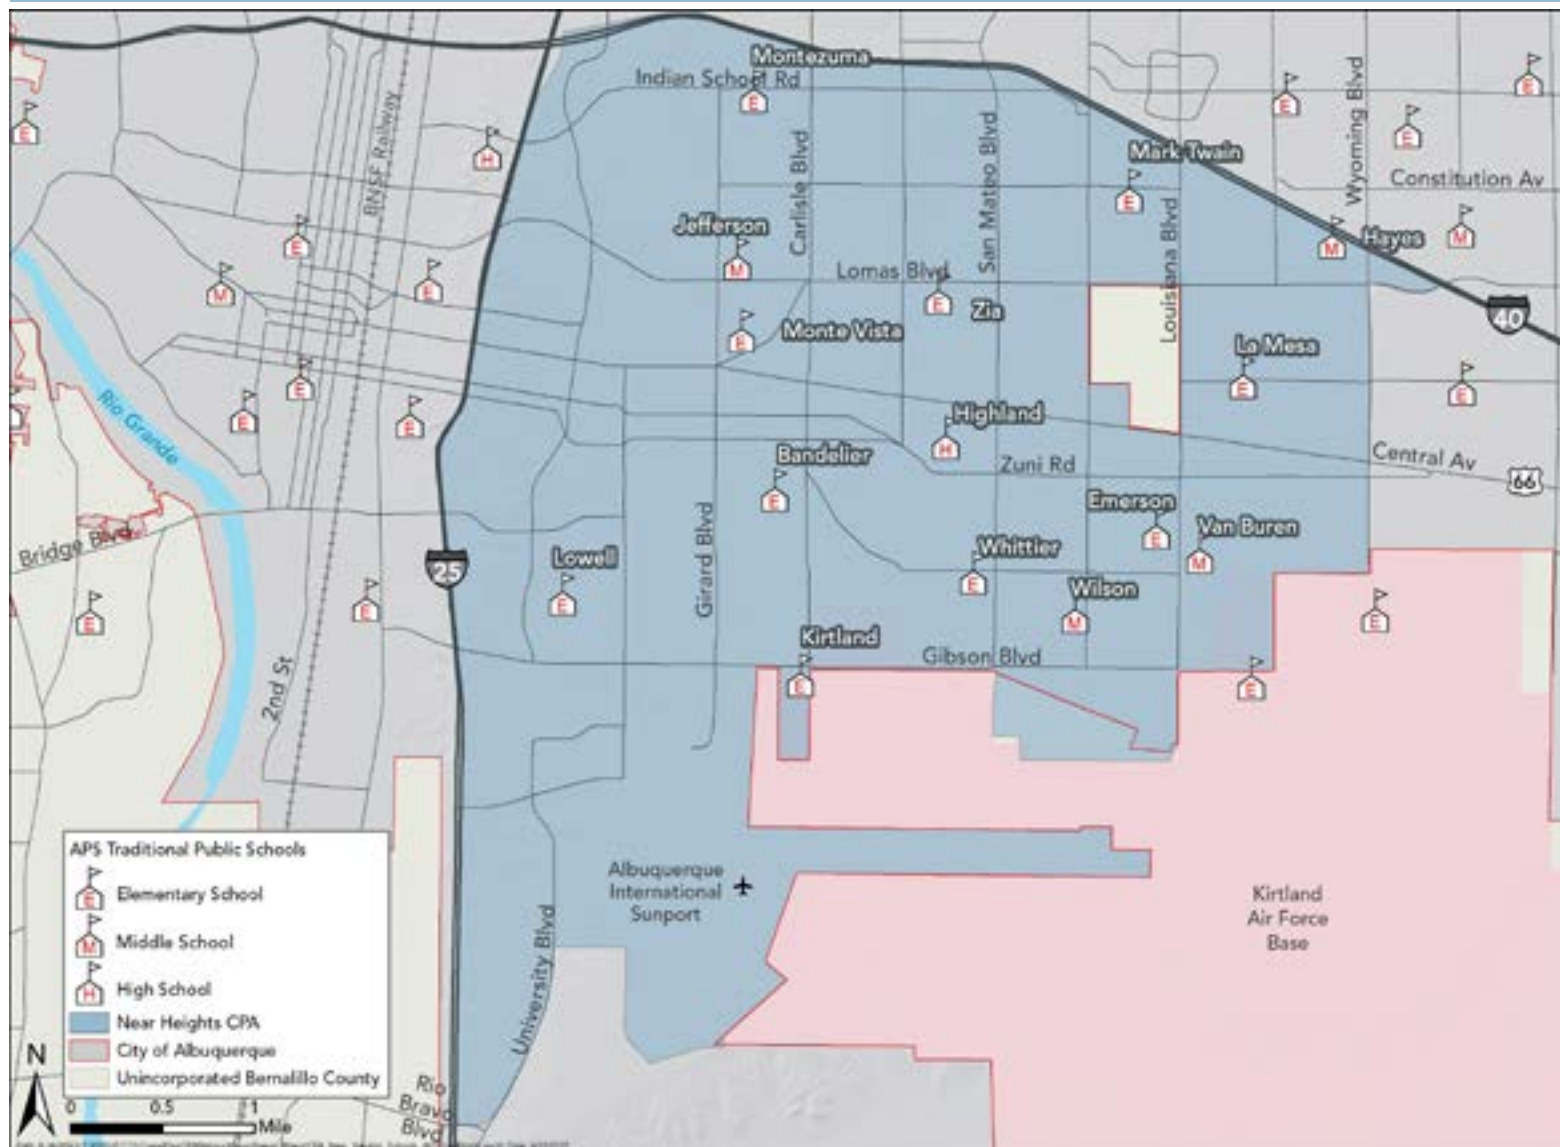 Montezuma
Indian School Rd
BNSF Railway
Carlisle Blvd
San Mateo Blvd
Wyoming Blvd
Mark Twain
Constitution Av
Jefferson
Louisiana Blvd
Hayes
Lomas Blvd
Zia
Monte Vista
La Mesa
40
Rio Grande
Highland
Bandelier
Zuni Rd
Central Av
66
Emerson
Van Buren
Bridge Blvd
Girard Blvd
Whittier
25
Lowell
Wilson
Kirtland
Gibson Blvd
2nd St
APS Traditional Public Schools
E Elementary School
M Middle School
H High School
Near Heights CPA
City of Albuquerque
Unincorporated Bernalillo County
Albuquerque
International
Sunport
Kirtland
Air Force
Base
University Blvd
N
0 0.5 1
Mile
Rio
Bravo
Blvd